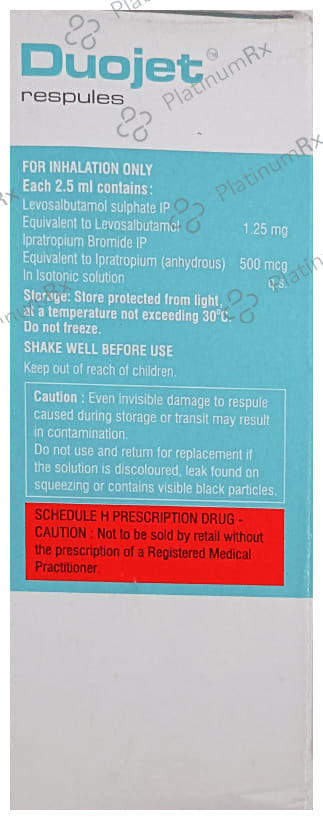 Duojet™
respules
FOR INHALATION ONLY
Each 2.5 ml contains:
Levosalbutamol sulphate IP
Equivalent to Levosalbutamol 1.25 mg
Ipratropium Bromide IP
Equivalent to Ipratropium (anhydrous) 500 mcg
In Isotonic solution q.s.
Storage: Store protected from light,
at a temperature not exceeding 30°C.
Do not freeze.
SHAKE WELL BEFORE USE
Keep out of reach of children.
Caution : Even invisible damage to respule
caused during storage or transit may result
in contamination.
Do not use and return for replacement if
the solution is discoloured, leak found on
squeezing or contains visible black particles.
SCHEDULE H PRESCRIPTION DRUG -
CAUTION : Not to be sold by retail without
the prescription of a Registered Medical
Practitioner.
PlatinumRx
PlatinumRx
PlatinumRx